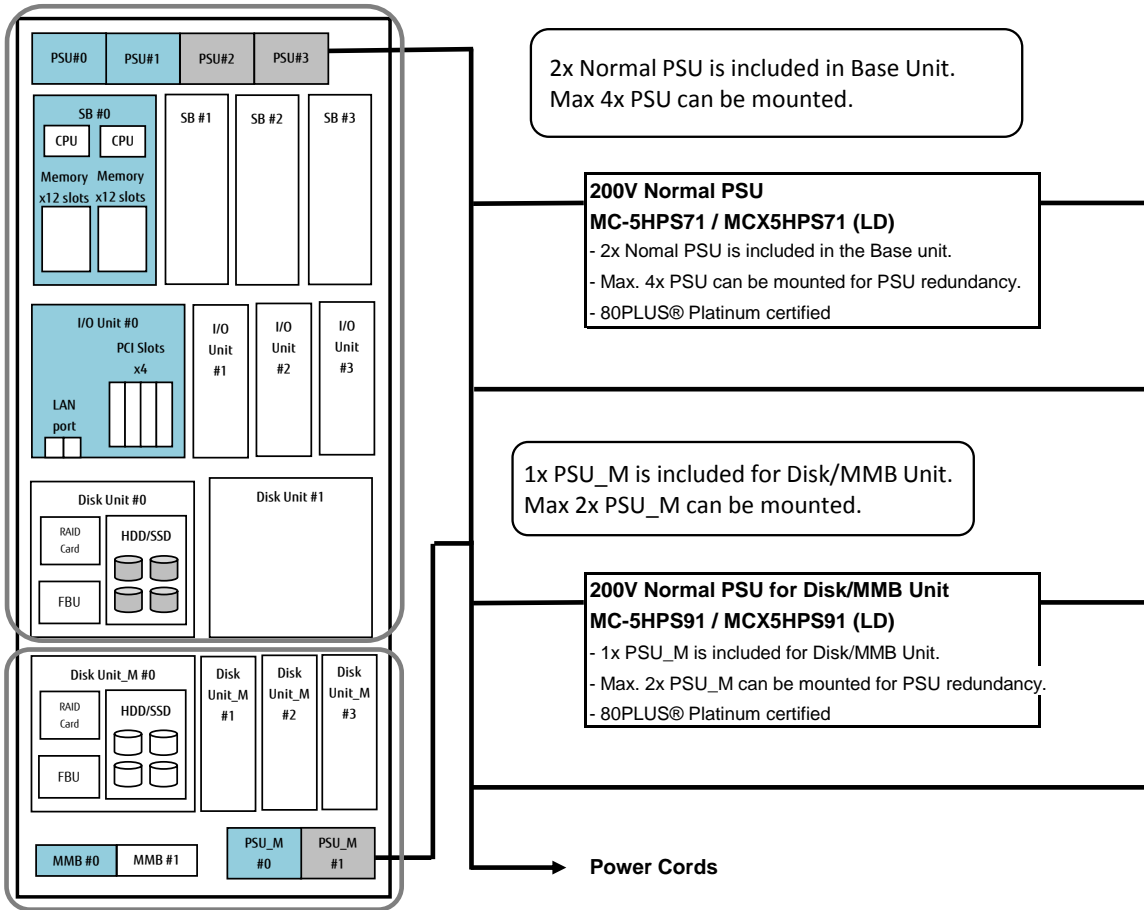 PSU#0 PSU#1 PSU#2 PSU#3
SB #0
CPU CPU
Memory Memory
x12 slots x12 slots
SB #1
SB #2
SB #3
I/O Unit #0
PCI Slots
x4
LAN
port
I/O
Unit
#1
I/O
Unit
#2
I/O
Unit
#3
Disk Unit #0
RAID
Card
HDD/SSD
FBU
Disk Unit #1
Disk Unit_M #0
RAID
Card
HDD/SSD
FBU
Disk
Unit_M
#1
Disk
Unit_M
#2
Disk
Unit_M
#3
MMB #0 MMB #1
PSU_M
#0
PSU_M
#1
2x Normal PSU is included in Base Unit.
Max 4x PSU can be mounted.
200V Normal PSU
MC-5HPS71 / MCX5HPS71 (LD)
- 2x Nomal PSU is included in the Base unit.
- Max. 4x PSU can be mounted for PSU redundancy.
- 80PLUS® Platinum certified
1x PSU_M is included for Disk/MMB Unit.
Max 2x PSU_M can be mounted.
200V Normal PSU for Disk/MMB Unit
MC-5HPS91 / MCX5HPS91 (LD)
- 1x PSU_M is included for Disk/MMB Unit.
- Max. 2x PSU_M can be mounted for PSU redundancy.
- 80PLUS® Platinum certified
Power Cords